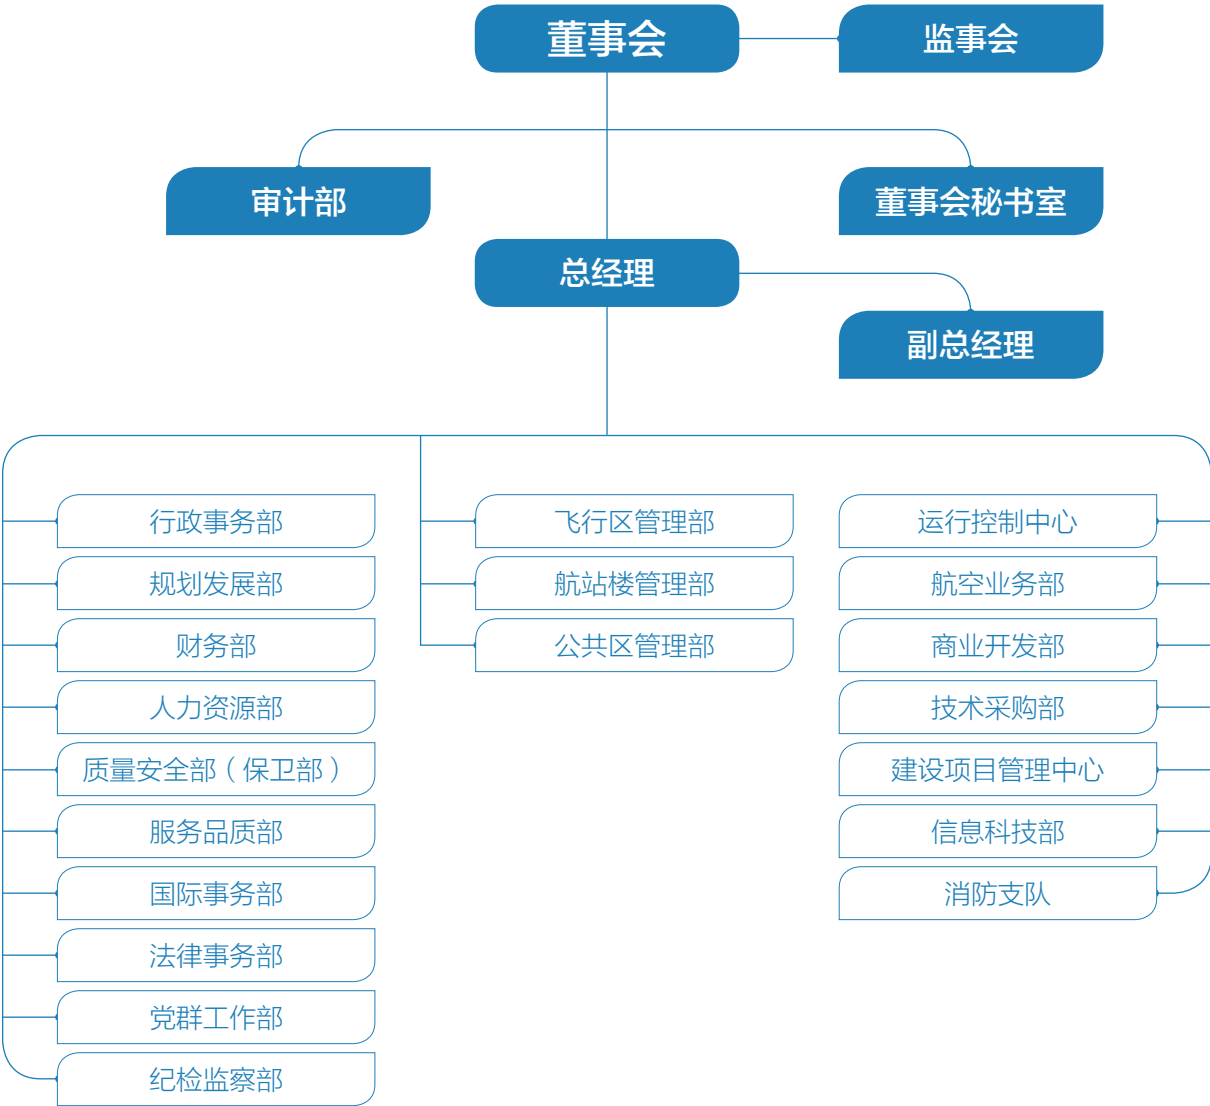 董事会
监事会
审计部
董事会秘书室
总经理
副总经理
行政事务部
规划发展部
财务部
人力资源部
质量安全部（保卫部）
服务品质部
国际事务部
法律事务部
党群工作部
纪检监察部
飞行区管理部
航站楼管理部
公共区管理部
运行控制中心
航空业务部
商业开发部
技术采购部
建设项目管理中心
信息科技部
消防支队